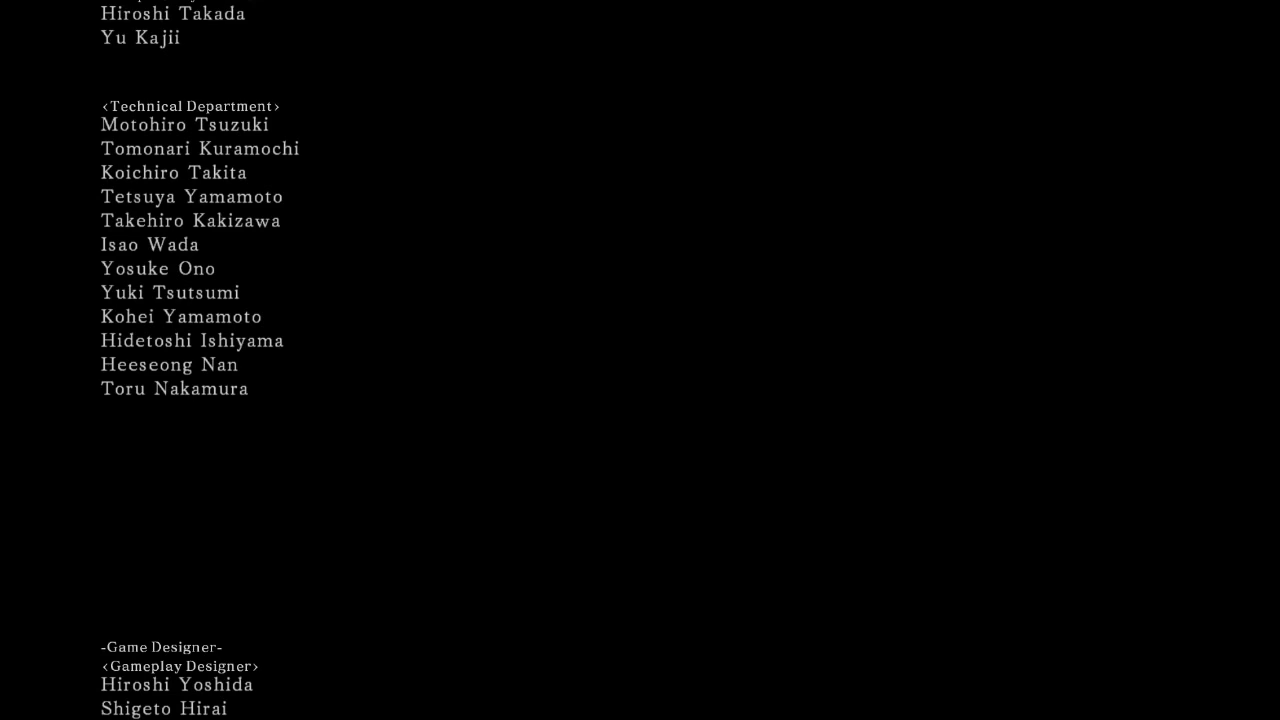 Hiroshi Takada
Yu Kajii
<Technical Department>
Motohiro Tsuzuki
Tomonari Kuramochi
Koichiro Takita
Tetsuya Yamamoto
Takehiro Kakizawa
Isao Wada
Yosuke Ono
Yuki Tsutsumi
Kohei Yamamoto
Hidetoshi Ishiyama
Heeseong Nan
Toru Nakamura
-Game Designer-
<Gameplay Designer>
Hiroshi Yoshida
Shigeto Hirai